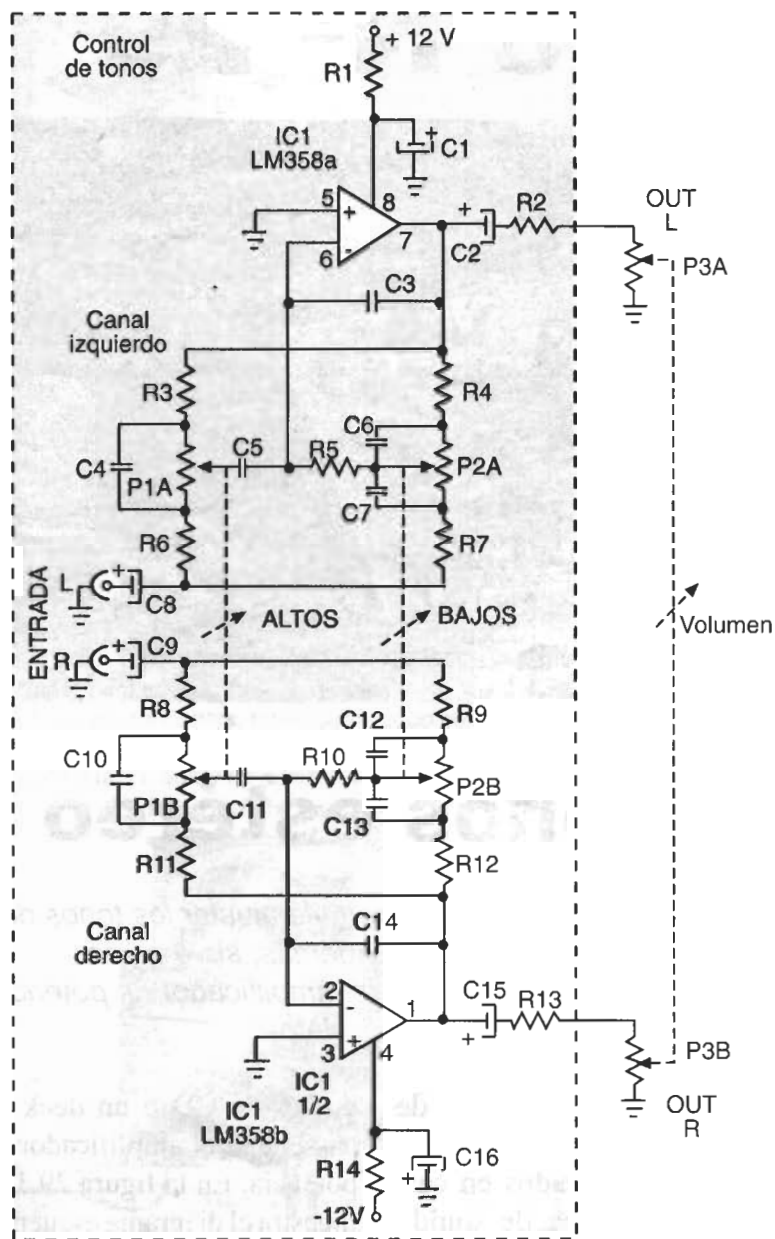 Control
de tonos
+ 12 V
R1
+
C1
IC1
LM358a
5
+
8
7
6
-
+
C2
R2
OUT
L
P3A
C3
Canal
izquierdo
R3
R4
C4
P1A
C5
R5
C6
P2A
C7
R6
R7
ENTRADA
L
+
C8
ALTOS
BAJOS
Volumen
R
+
C9
R8
R9
C10
P1B
C11
R10
C12
P2B
C13
R11
R12
C14
Canal
derecho
2
-
1
3
+
4
C15
+
R13
P3B
OUT
R
IC1
1/2
IC1
LM358b
R14
C16
+
-12V